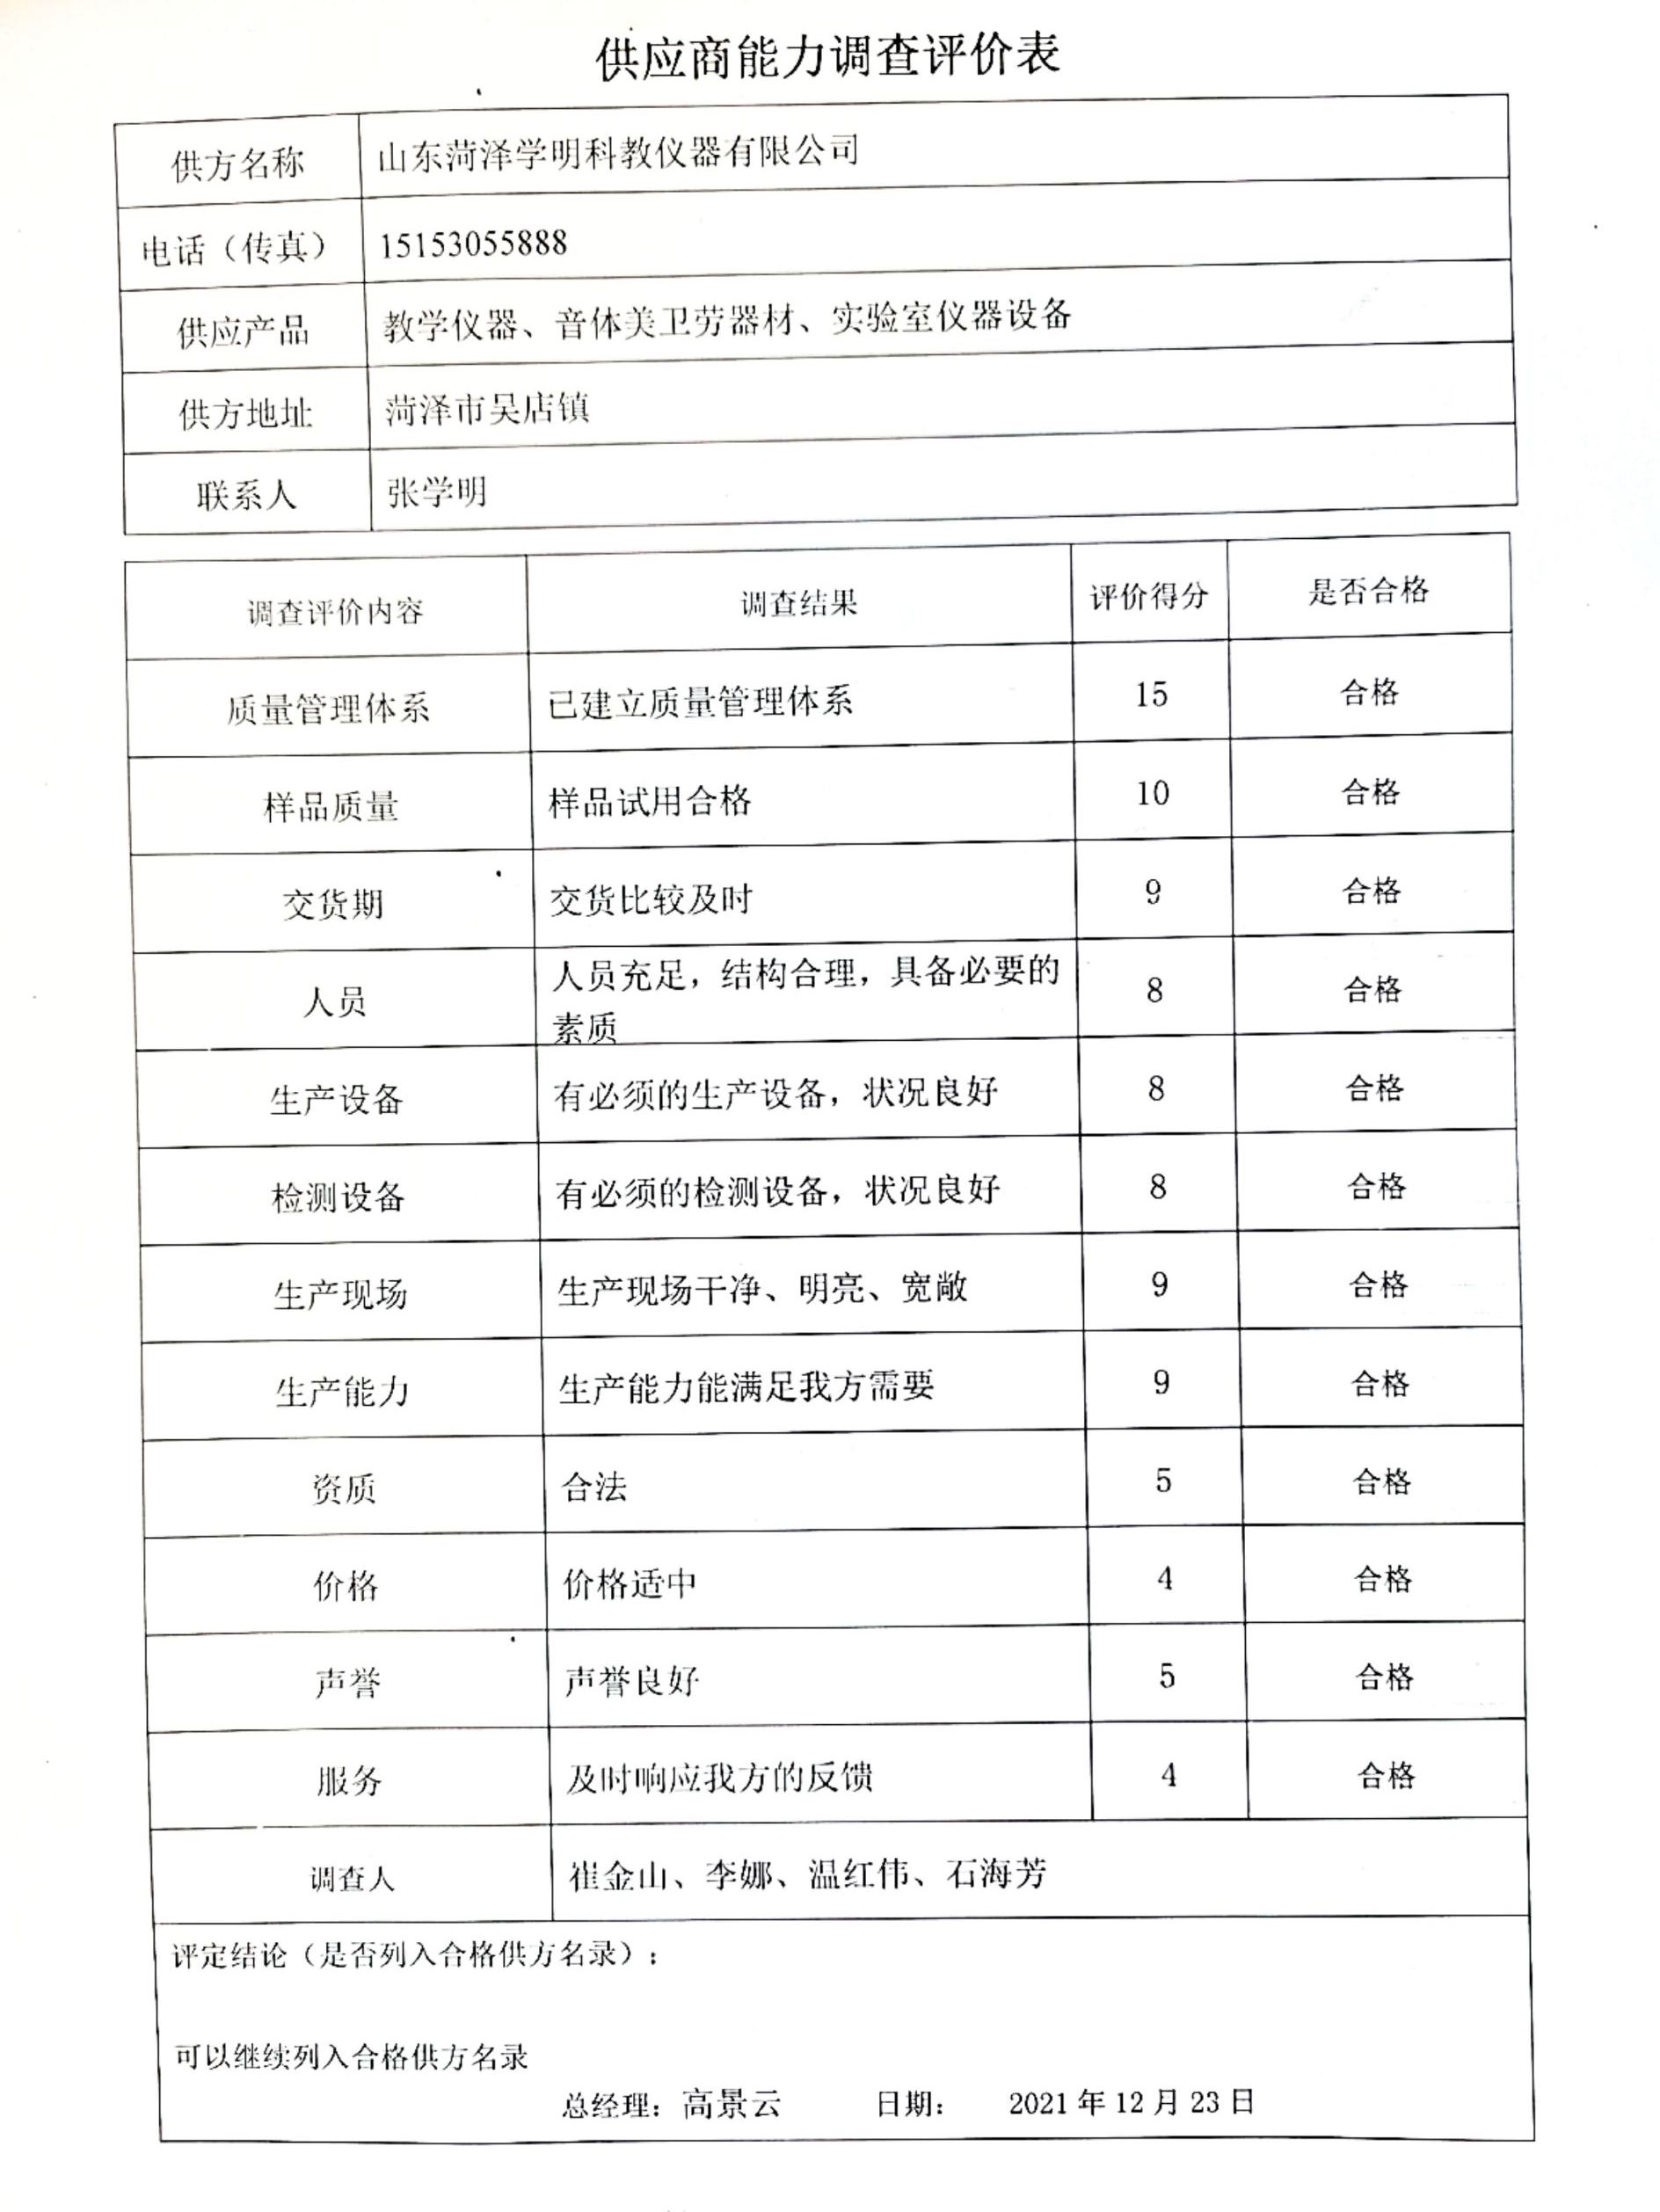 供应商能力调查评价表
供方名称 山东菏泽学明科教仪器有限公司
电话（传真） 15153055888
供应产品 教学仪器、音体美卫劳器材、实验室仪器设备
供方地址 菏泽市吴店镇
联系人 张学明
调查评价内容 调查结果 评价得分 是否合格
质量管理体系 已建立质量管理体系 15 合格
样品质量 样品试用合格 10 合格
交货期 交货比较及时 9 合格
人员 人员充足，结构合理，具备必要的 8 合格
素质
生产设备 有必须的生产设备，状况良好 8 合格
检测设备 有必须的检测设备，状况良好 8 合格
生产现场 生产现场干净、明亮、宽敞 9 合格
生产能力 生产能力能满足我方需要 9 合格
资质 合法 5 合格
价格 价格适中 4 合格
声誉 声誉良好 5 合格
服务 及时响应我方的反馈 4 合格
调查人 崔金山、李娜、温红伟、石海芳
评定结论（是否列入合格供方名录）：
可以继续列入合格供方名录
总经理：高景云 日期： 2021年12月23日